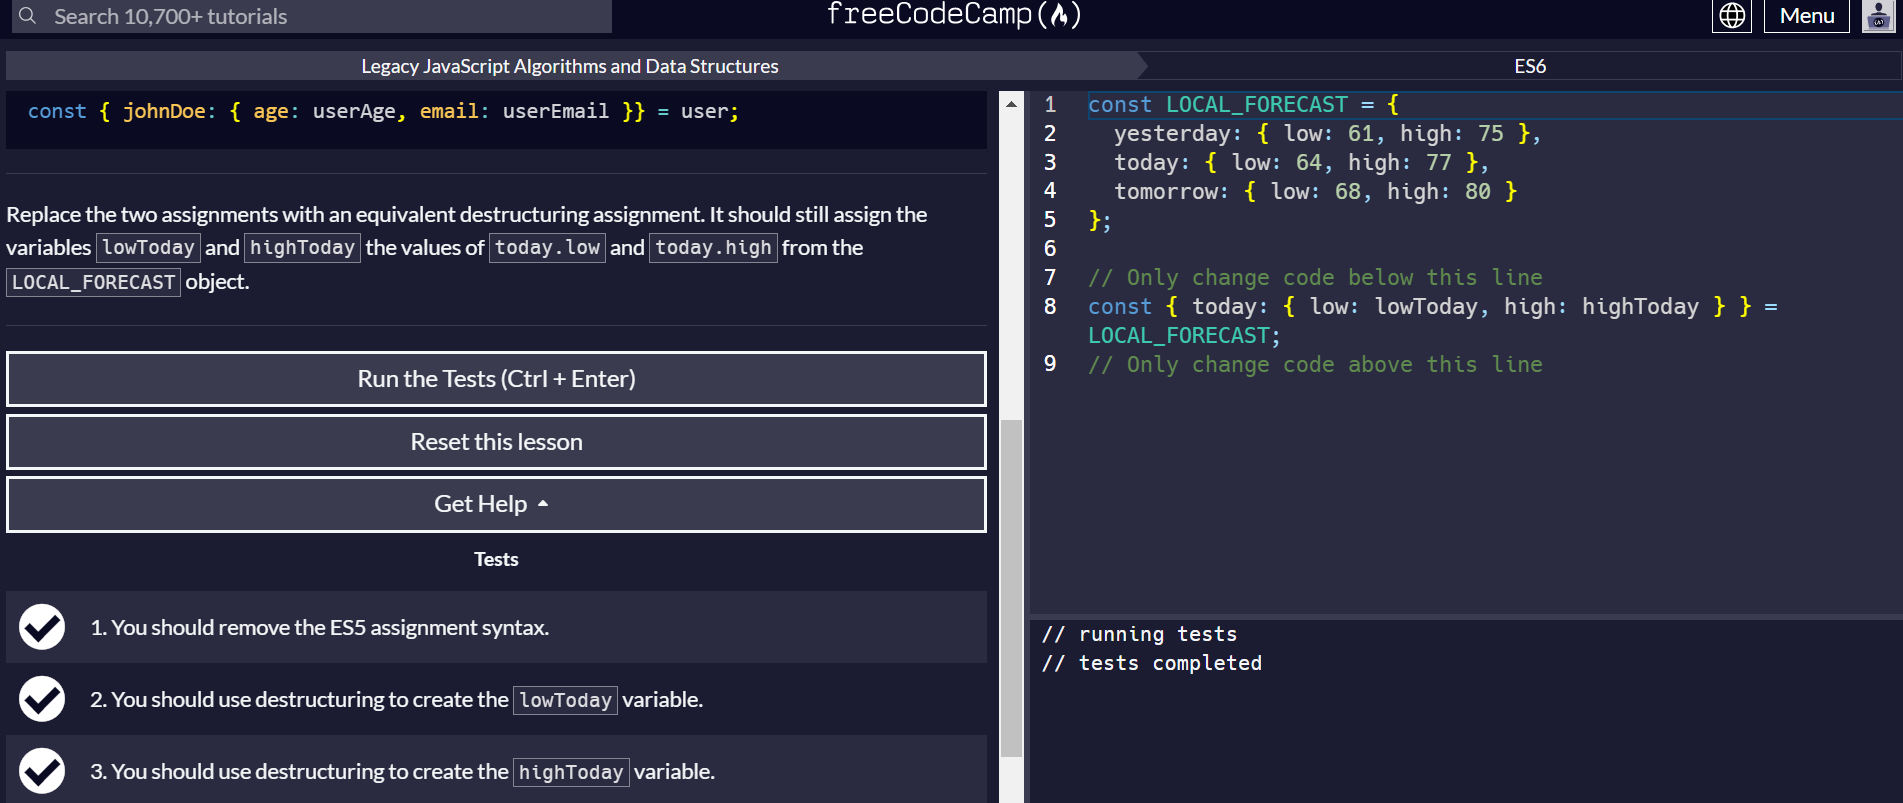 Search 10,700+ tutorials
freeCodeCamp
Menu
Legacy JavaScript Algorithms and Data Structures
ES6
const { johnDoe: { age: userAge, email: userEmail }} = user;
Replace the two assignments with an equivalent destructuring assignment. It should still assign the
variables lowToday and highToday the values of today.low and today.high from the
LOCAL_FORECAST object.
Run the Tests (Ctrl + Enter)
Reset this lesson
Get Help
Tests
1. You should remove the ES5 assignment syntax.
2. You should use destructuring to create the lowToday variable.
3. You should use destructuring to create the highToday variable.
1 const LOCAL_FORECAST = {
2   yesterday: { low: 61, high: 75 },
3   today: { low: 64, high: 77 },
4   tomorrow: { low: 68, high: 80 }
5 };
6
7 // Only change code below this line
8 const { today: { low: lowToday, high: highToday } } =
LOCAL_FORECAST;
9 // Only change code above this line
// running tests
// tests completed